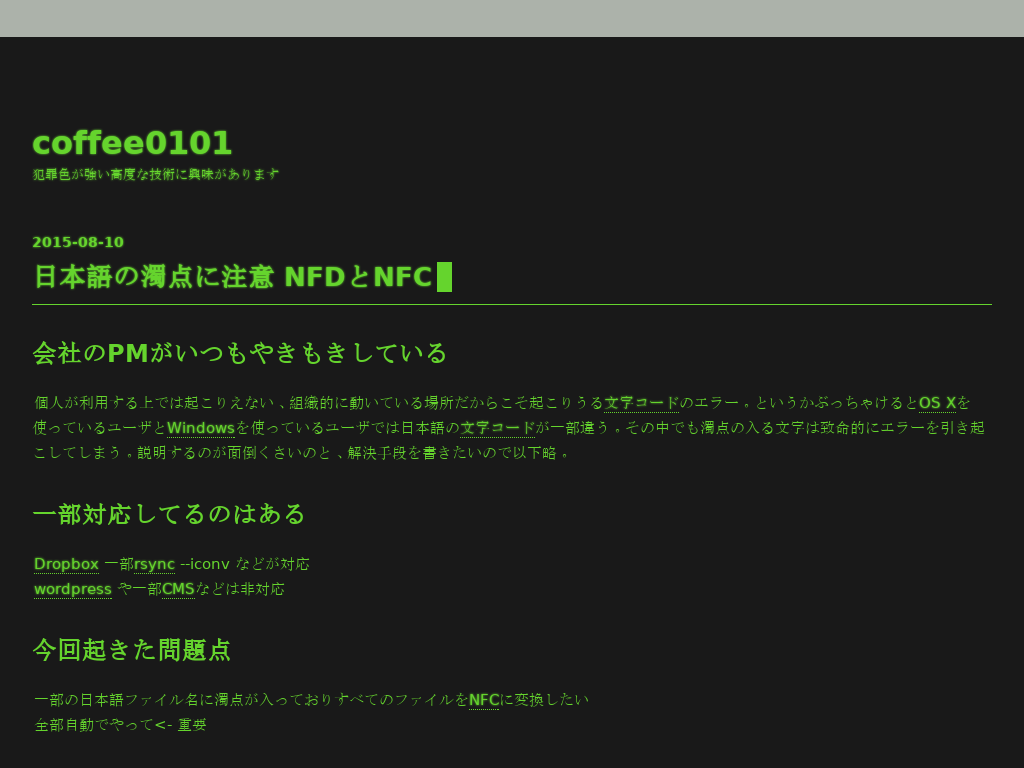 coffee0101
犯罪色が強い高度な技術に興味があります
2015-08-10
日本語の濁点に注意 NFDとNFC
会社のPMがいつもやきもきしている
個人が利用する上では起こりえない、組織的に動いている場所だからこそ起こりうる文字コードのエラー。というかぶっちゃけるとOS Xを
使っているユーザとWindowsを使っているユーザでは日本語の文字コードが一部違う。その中でも濁点の入る文字は致命的にエラーを引き起
こしてしまう。説明するのが面倒くさいのと、解決手段を書きたいので以下略。
一部対応してるのはある
Dropbox 一部rsync --iconv などが対応
wordpress や一部CMSなどは非対応
今回起きた問題点
一部の日本語ファイル名に濁点が入っておりすべてのファイルをNFCに変換したい
全部自動でやって<- 重要